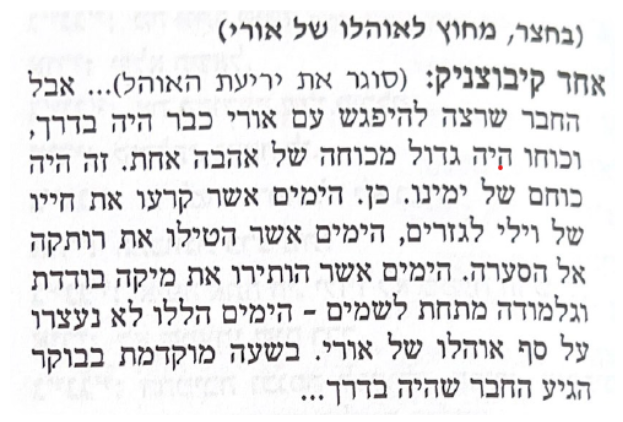 (בחצר, מחוץ לאוהלו של אורי)
אחד קיבוצניק: (סוגר את יריעת האוהל)... אבל
החבר שרצה להיפגש עם אורי כבר היה בדרך,
וכוחו היה גדול מכוחה של אהבה אחת. זה היה
כוחם של ימינו. כן. הימים אשר קרעו את חייו
של וילי לגזרים, הימים אשר הטילו את רותקה
אל הסערה. הימים אשר הותירו את מיקה בודדת
וגלמודה מתחת לשמים - הימים הללו לא נעצרו
על סף אוהלו של אורי. בשעה מוקדמת בבוקר
הגיע החבר שהיה בדרך...